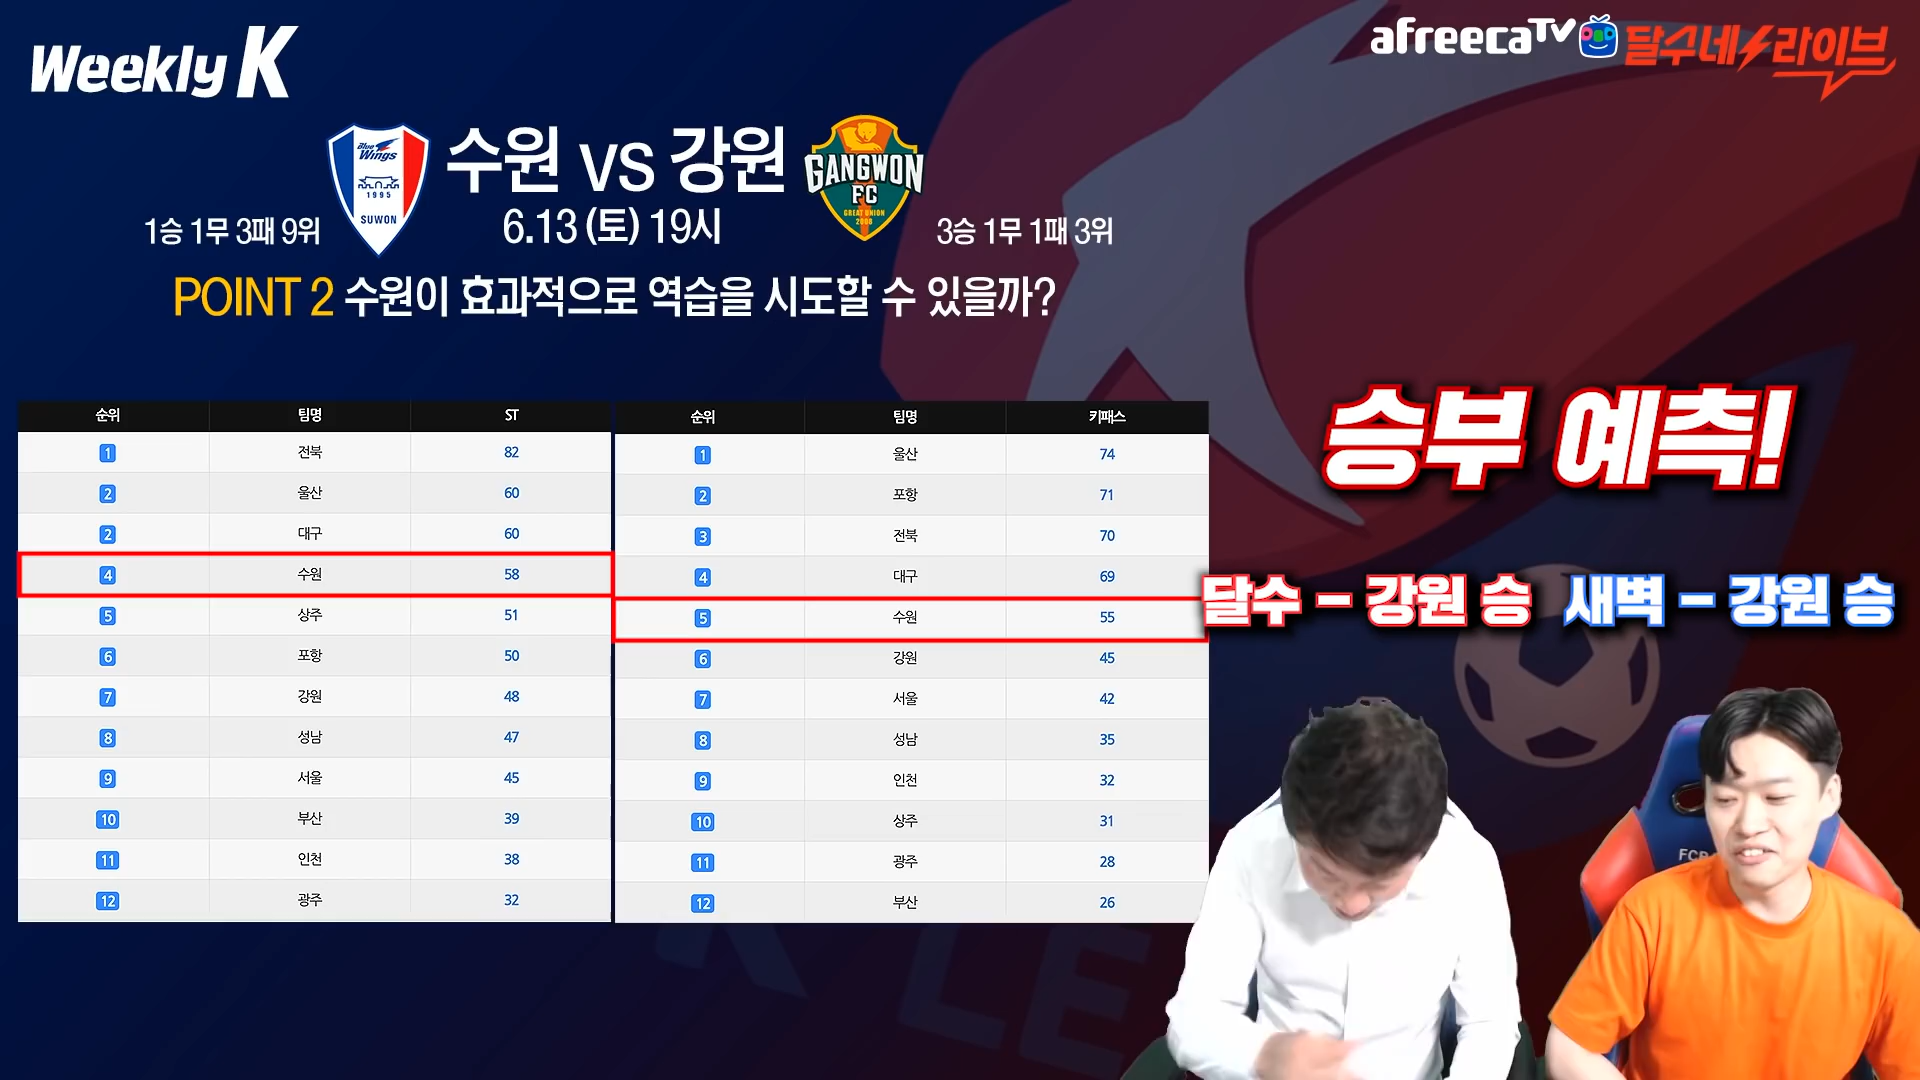 Weekly K
afreecaTV 달수네라이브
Blue Wings
1995
SUWON
수원 VS 강원
GANGWON
FC
GREAT UNION
2008
1승 1무 3패 9위
6.13 (토) 19시
3승 1무 1패 3위
POINT 2 수원이 효과적으로 역습을 시도할 수 있을까?
순위 팀명 ST
1 전북 82
2 울산 60
2 대구 60
4 수원 58
5 상주 51
6 포항 50
7 강원 48
8 성남 47
9 서울 45
10 부산 39
11 인천 38
12 광주 32
순위 팀명 키패스
1 울산 74
2 포항 71
3 전북 70
4 대구 69
5 수원 55
6 강원 45
7 서울 42
8 성남 35
9 인천 32
10 상주 31
11 광주 28
12 부산 26
승부 예측!
달수 - 강원 승 새벽 - 강원 승
FCB
K LE